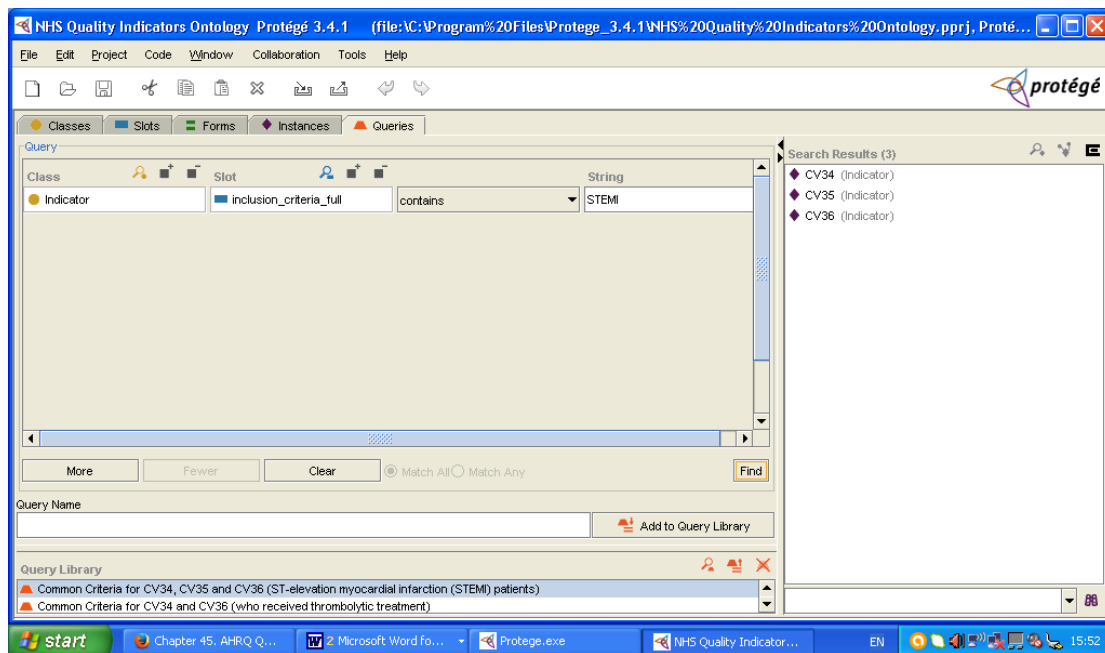 NHS Quality Indicators Ontology Protégé 3.4.1 (file:\C:\Program%20Files\Protege_3.4.1\NHS%20Quality%20Indicators%20Ontology.pprj, Proté...
File Edit Project Code Window Collaboration Tools Help
protégé
Classes Slots Forms Instances Queries
Query
Class Slot String
Indicator inclusion_criteria_full contains STEMI
More Fewer Clear Match All Match Any Find
Query Name
Add to Query Library
Query Library
Common Criteria for CV34, CV35 and CV36 (ST-elevation myocardial infarction (STEMI) patients)
Common Criteria for CV34 and CV36 (who received thrombolytic treatment)
Search Results (3)
CV34 (Indicator)
CV35 (Indicator)
CV36 (Indicator)
start Chapter 45. AHRQ Q... 2 Microsoft Word fo... Protege.exe NHS Quality Indicator... EN 15:52